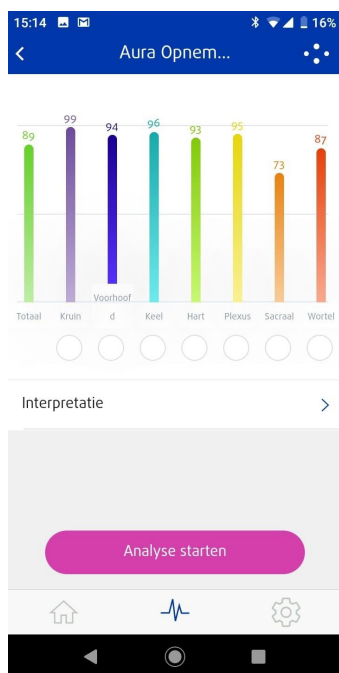 15:14 16%
Aura Opnem...
89 99 94 96 93 95 73 87
Totaal Kruin Voorhoof
d Keel Hart Plexus Sacraal Wortel
Interpretatie
Analyse starten